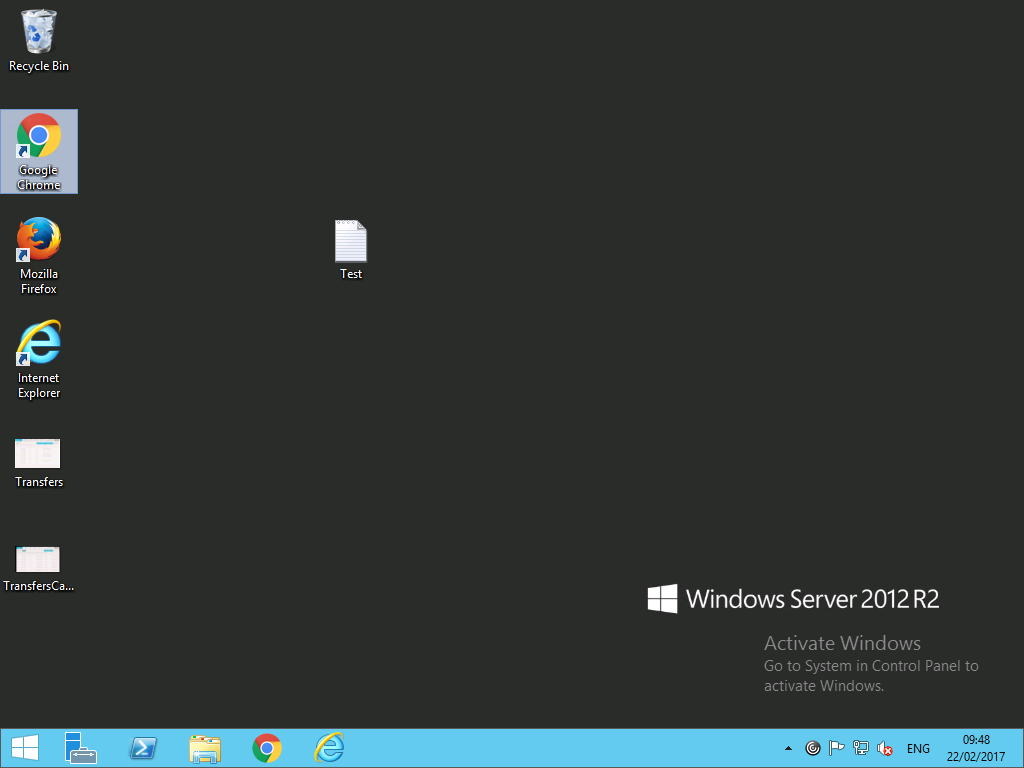 Recycle Bin
Google
Chrome
Mozilla
Firefox
Test
Internet
Explorer
Transfers
TransfersCa...
Windows Server 2012 R2
Activate Windows
Go to System in Control Panel to
activate Windows.
ENG
09:48
22/02/2017